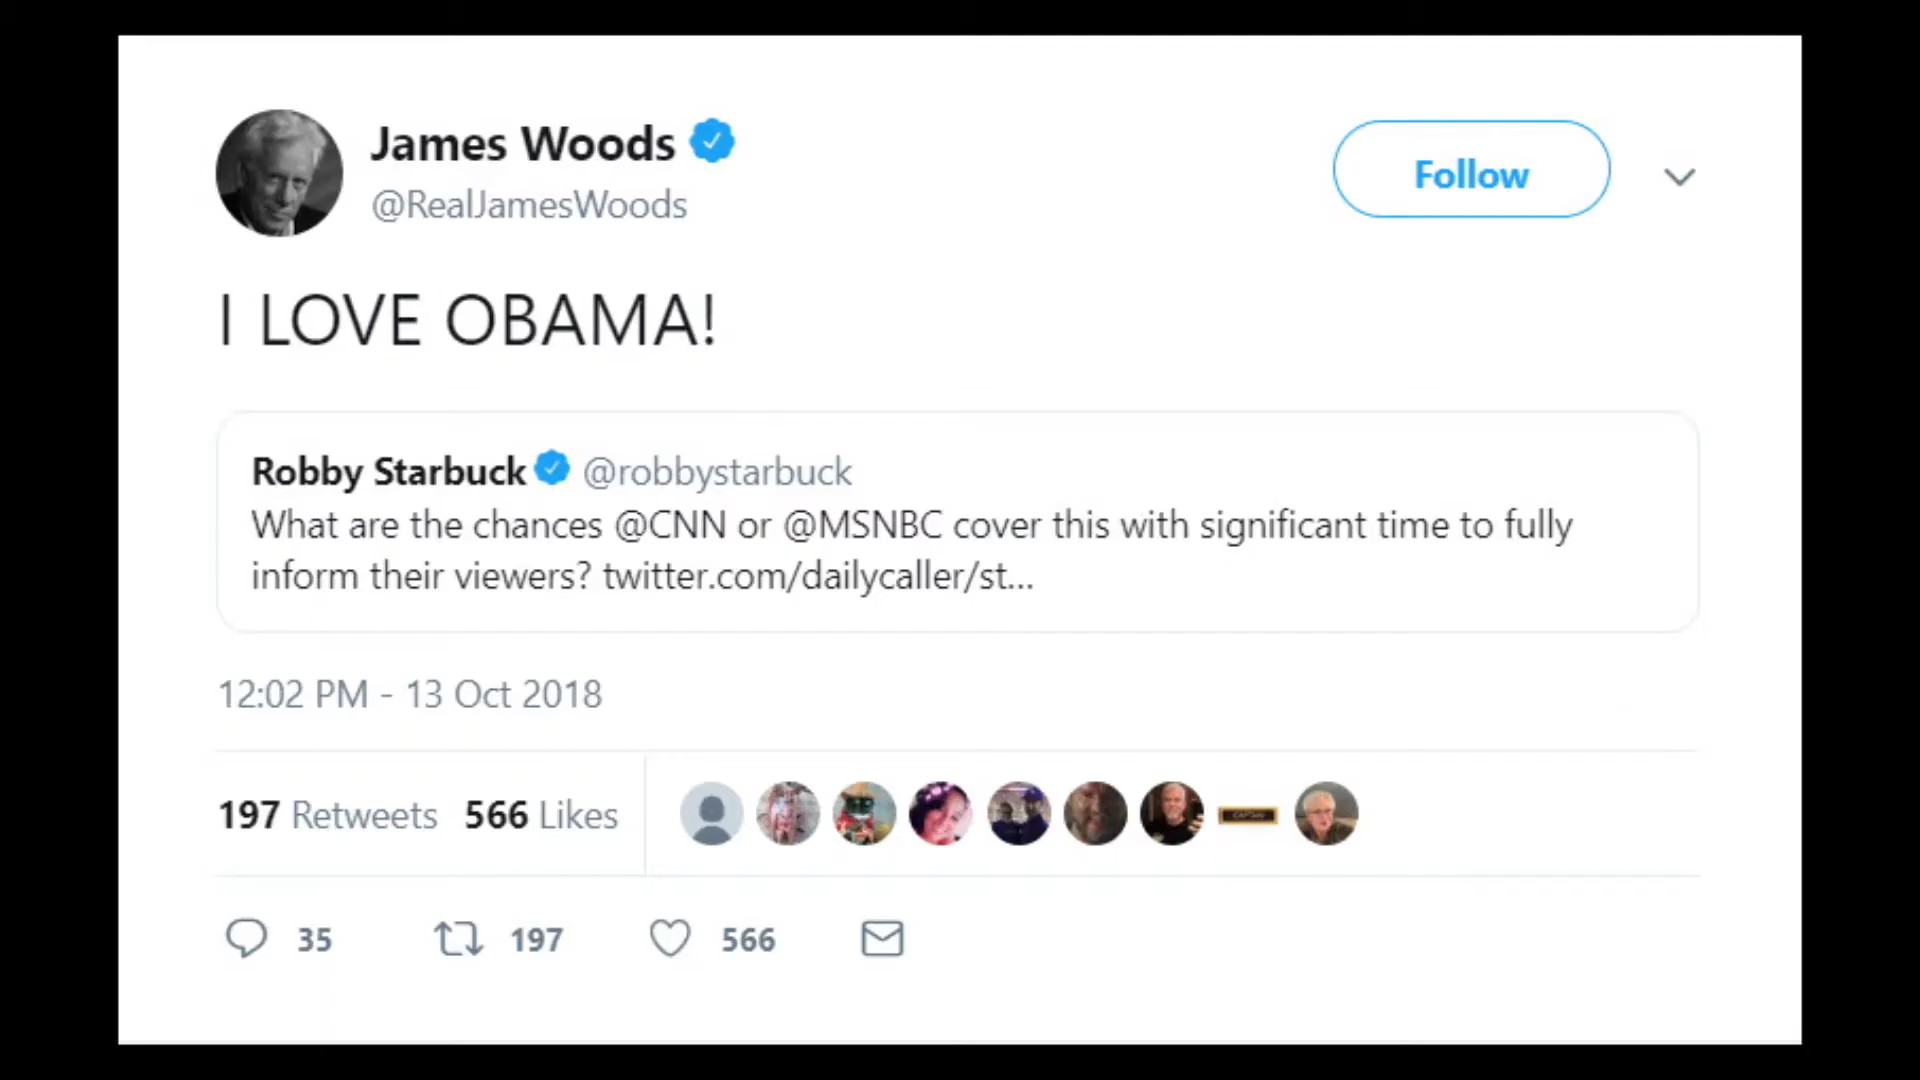 James Woods
@RealJamesWoods
Follow
I LOVE OBAMA!
Robby Starbuck @robbystarbuck
What are the chances @CNN or @MSNBC cover this with significant time to fully
inform their viewers? twitter.com/dailycaller/st...
12:02 PM - 13 Oct 2018
197 Retweets 566 Likes
35 197 566